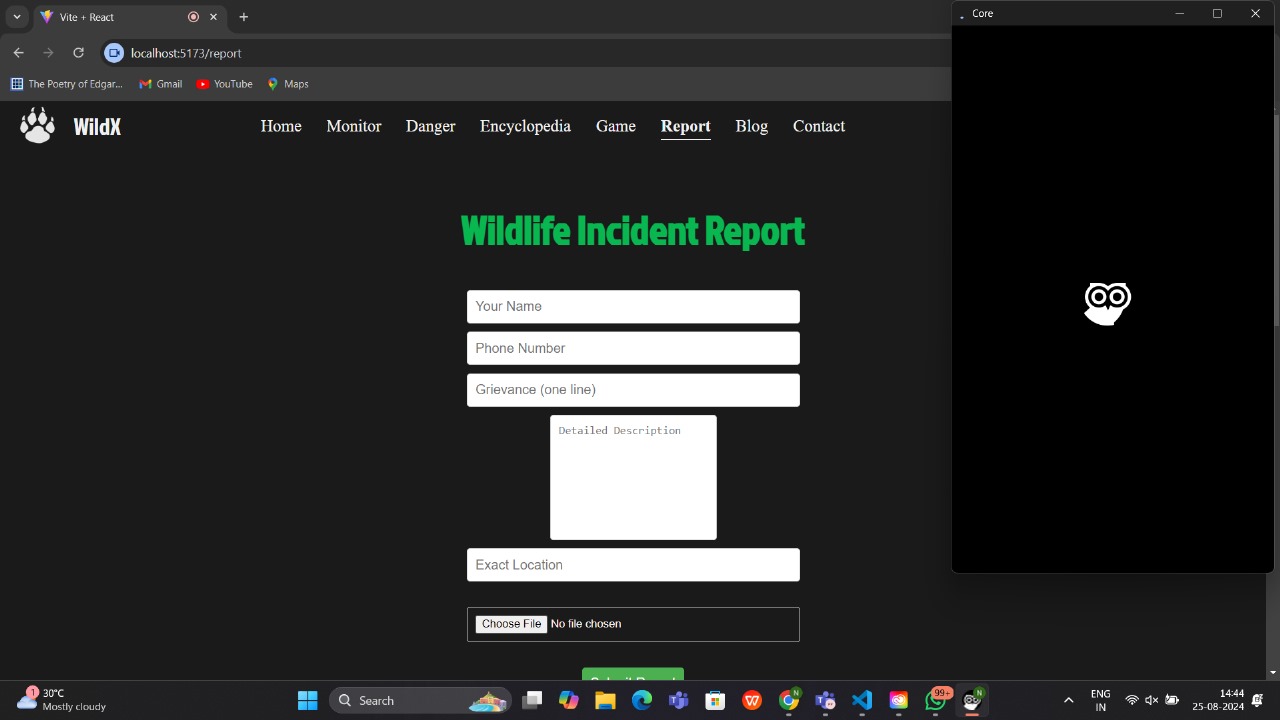 Vite + React
localhost:5173/report
The Poetry of Edgar...
Gmail
YouTube
Maps
Core
WildX
Home
Monitor
Danger
Encyclopedia
Game
Report
Blog
Contact
Wildlife Incident Report
Your Name
Phone Number
Grievance (one line)
Detailed Description
Exact Location
Choose File No file chosen
Submit Report
1
30°C
Mostly cloudy
Search
99+
N
N
ENG
IN
14:44
25-08-2024